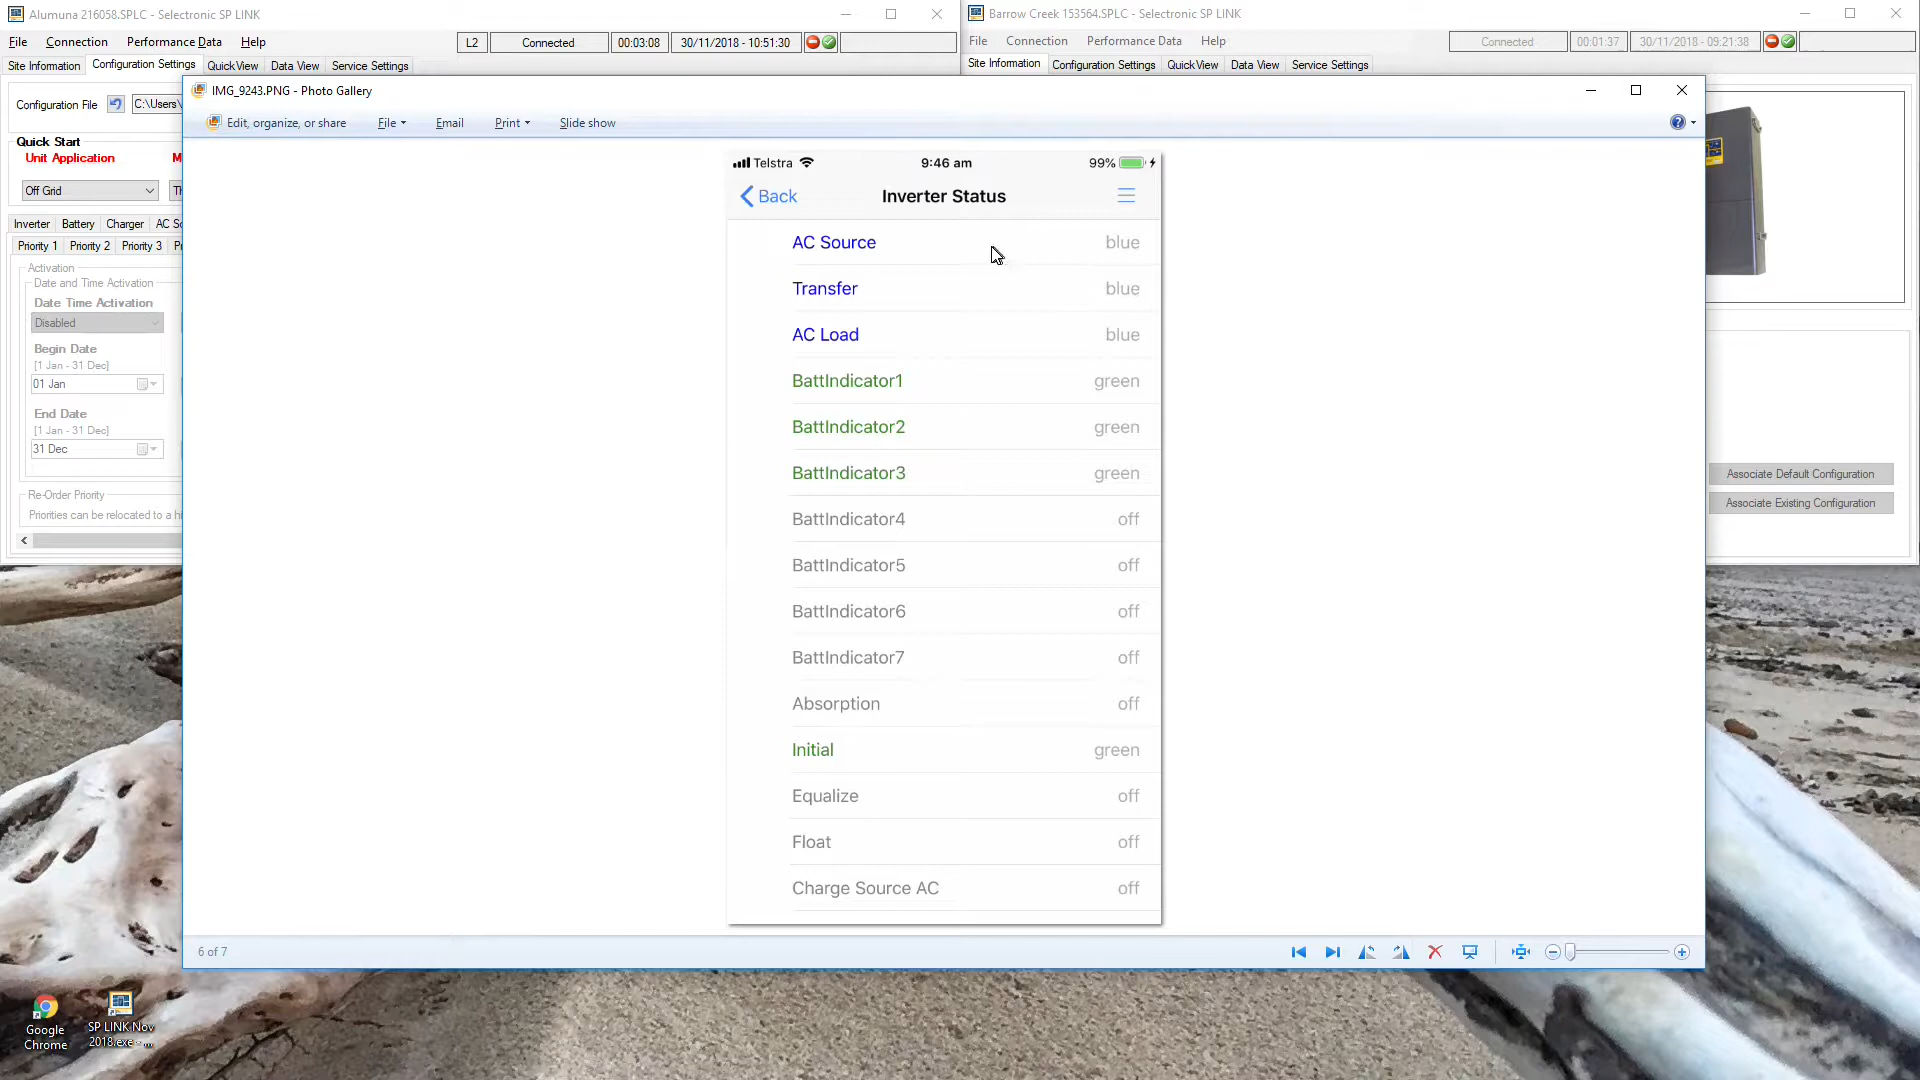 Alumuna 216058.SPLC - Selectronic SP LINK
File Connection Performance Data Help
L2 Connected 00:03:08 30/11/2018 - 10:51:30
Site Information Configuration Settings QuickView Data View Service Settings
Configuration File C:\Users\
Quick Start
Unit Application
Off Grid
Inverter Battery Charger
Priority 1 Priority 2 Priority 3
Activation
Date and Time Activation
Date Time Activation
Disabled
Begin Date
[1 Jan - 31 Dec]
01 Jan
End Date
[1 Jan - 31 Dec]
31 Dec
Re-Order Priority
Priorities can be relocated to a hi
Barrow Creek 153564.SPLC - Selectronic SP LINK
File Connection Performance Data Help
Connected 00:01:37 30/11/2018 - 09:21:38
Site Information Configuration Settings QuickView Data View Service Settings
Associate Default Configuration
Associate Existing Configuration
IMG_9243.PNG - Photo Gallery
Edit, organize, or share File Email Print Slide show
Telstra 9:46 am 99%
Back Inverter Status
AC Source blue
Transfer blue
AC Load blue
BattIndicator1 green
BattIndicator2 green
BattIndicator3 green
BattIndicator4 off
BattIndicator5 off
BattIndicator6 off
BattIndicator7 off
Absorption off
Initial green
Equalize off
Float off
Charge Source AC off
6 of 7
Google
Chrome
SP LINK Nov
2018.exe - ...